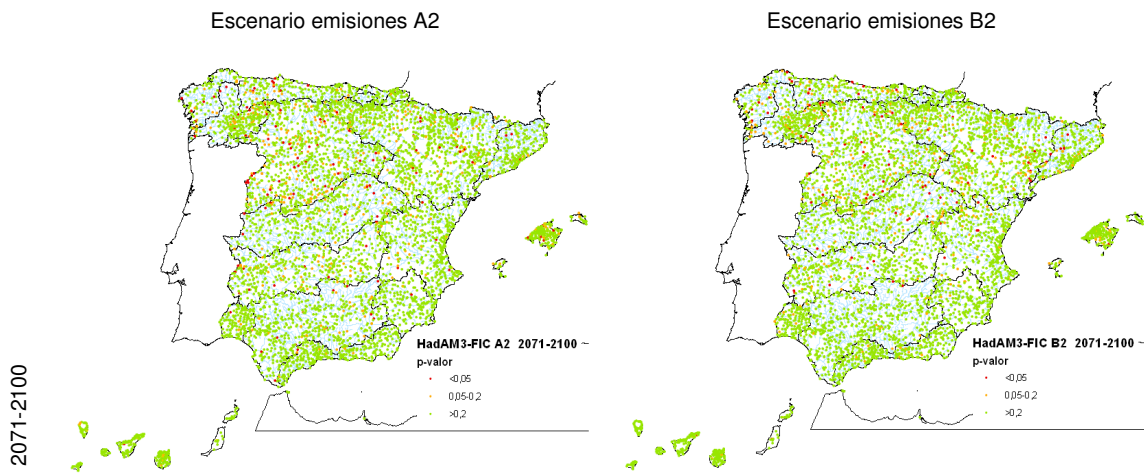 Escenario emisiones A2
Escenario emisiones B2
HadAM3-FIC A2 2071-2100 ~
p-valor
<0,05
0,05-0,2
>0,2
HadAM3-FIC B2 2071-2100 ~
p-valor
<0,05
0,05-0,2
>0,2
2071-2100